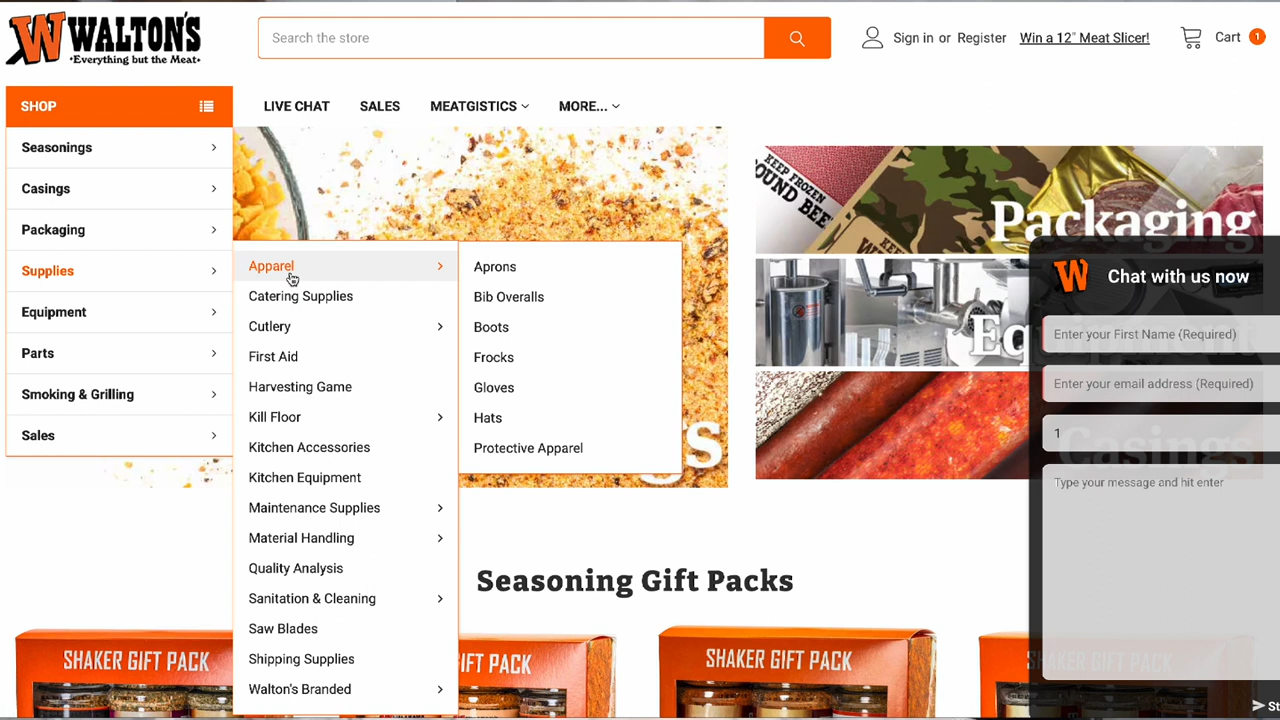 WALTON'S
•Everything but the Meat•
Search the store
Sign in or Register
Win a 12" Meat Slicer!
Cart 1
SHOP
LIVE CHAT
SALES
MEATGISTICS
MORE...
Seasonings
Casings
Packaging
Supplies
Equipment
Parts
Smoking & Grilling
Sales
Apparel
Catering Supplies
Cutlery
First Aid
Harvesting Game
Kill Floor
Kitchen Accessories
Kitchen Equipment
Maintenance Supplies
Material Handling
Quality Analysis
Sanitation & Cleaning
Saw Blades
Shipping Supplies
Walton's Branded
Aprons
Bib Overalls
Boots
Frocks
Gloves
Hats
Protective Apparel
KEEP FROZEN
Packaging
Casings
W Chat with us now
Enter your First Name (Required)
Enter your email address (Required)
1
Type your message and hit enter
Seasoning Gift Packs
SHAKER GIFT PACK
GIFT PACK
SHAKER GIFT PACK
SHAKER GIFT PACK